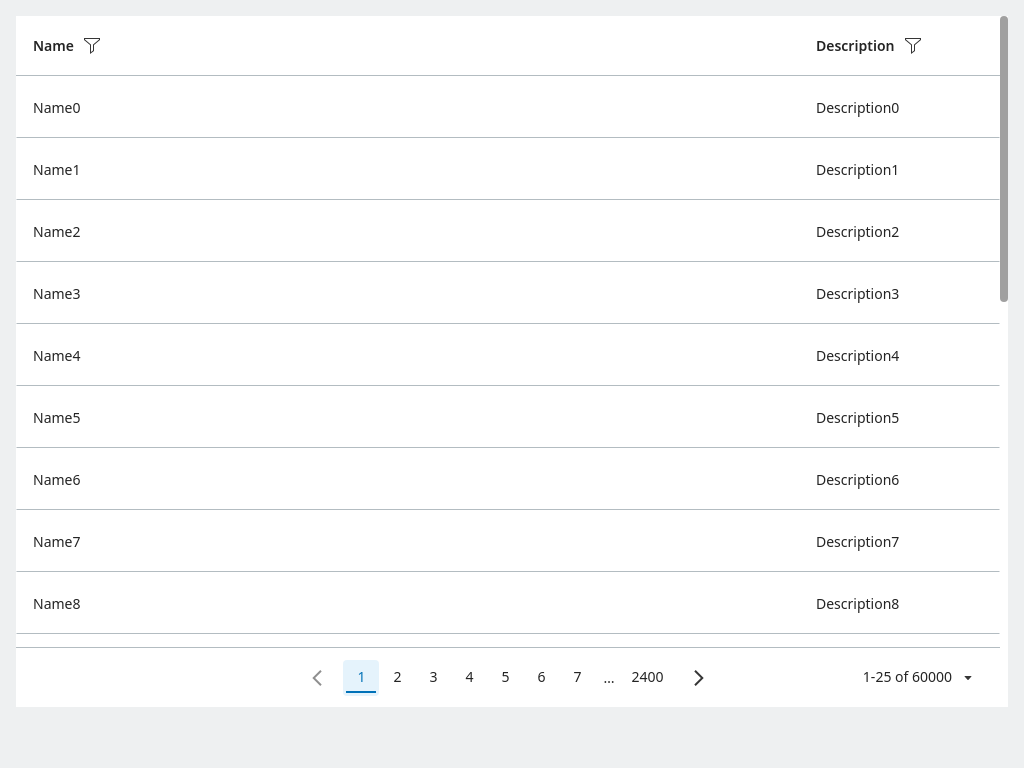 Name Description
Name0 Description0
Name1 Description1
Name2 Description2
Name3 Description3
Name4 Description4
Name5 Description5
Name6 Description6
Name7 Description7
Name8 Description8
1 2 3 4 5 6 7 ... 2400 1-25 of 60000